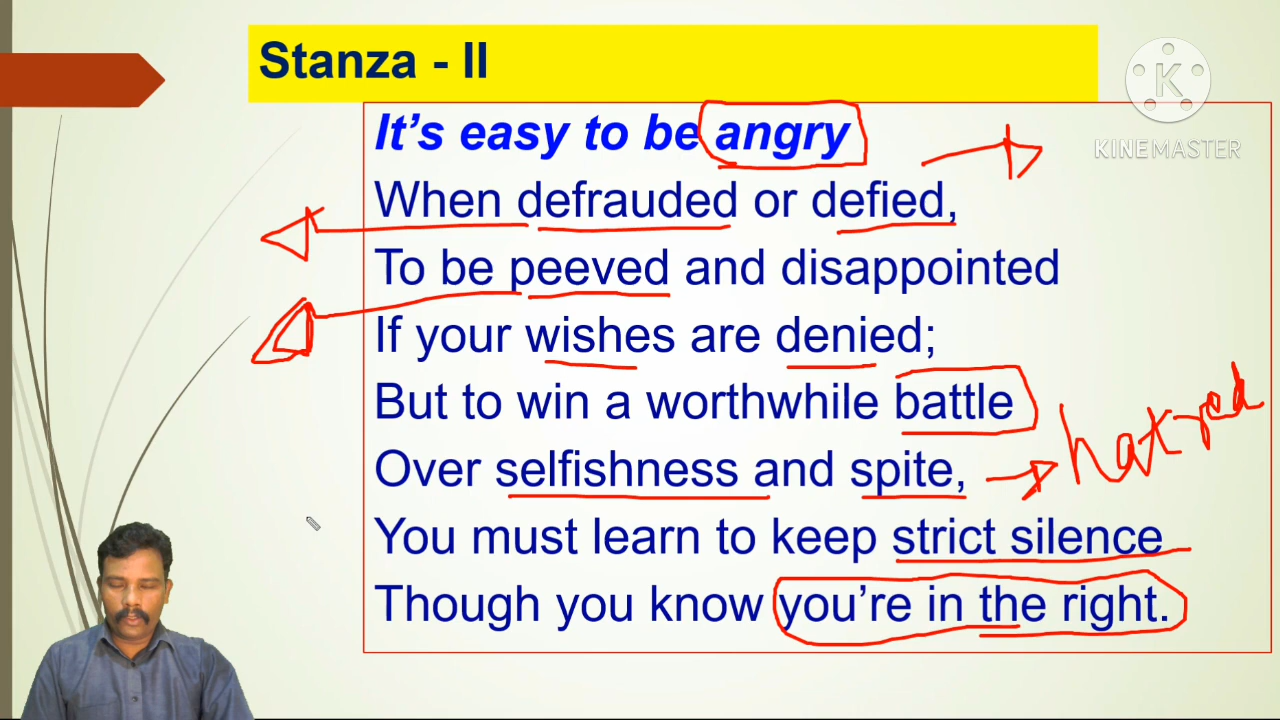 Stanza - II
KINEMASTER
It's easy to be angry
When defrauded or defied,
To be peeved and disappointed
If your wishes are denied;
But to win a worthwhile battle
Over selfishness and spite,
hatred
You must learn to keep strict silence
Though you know you're in the right.